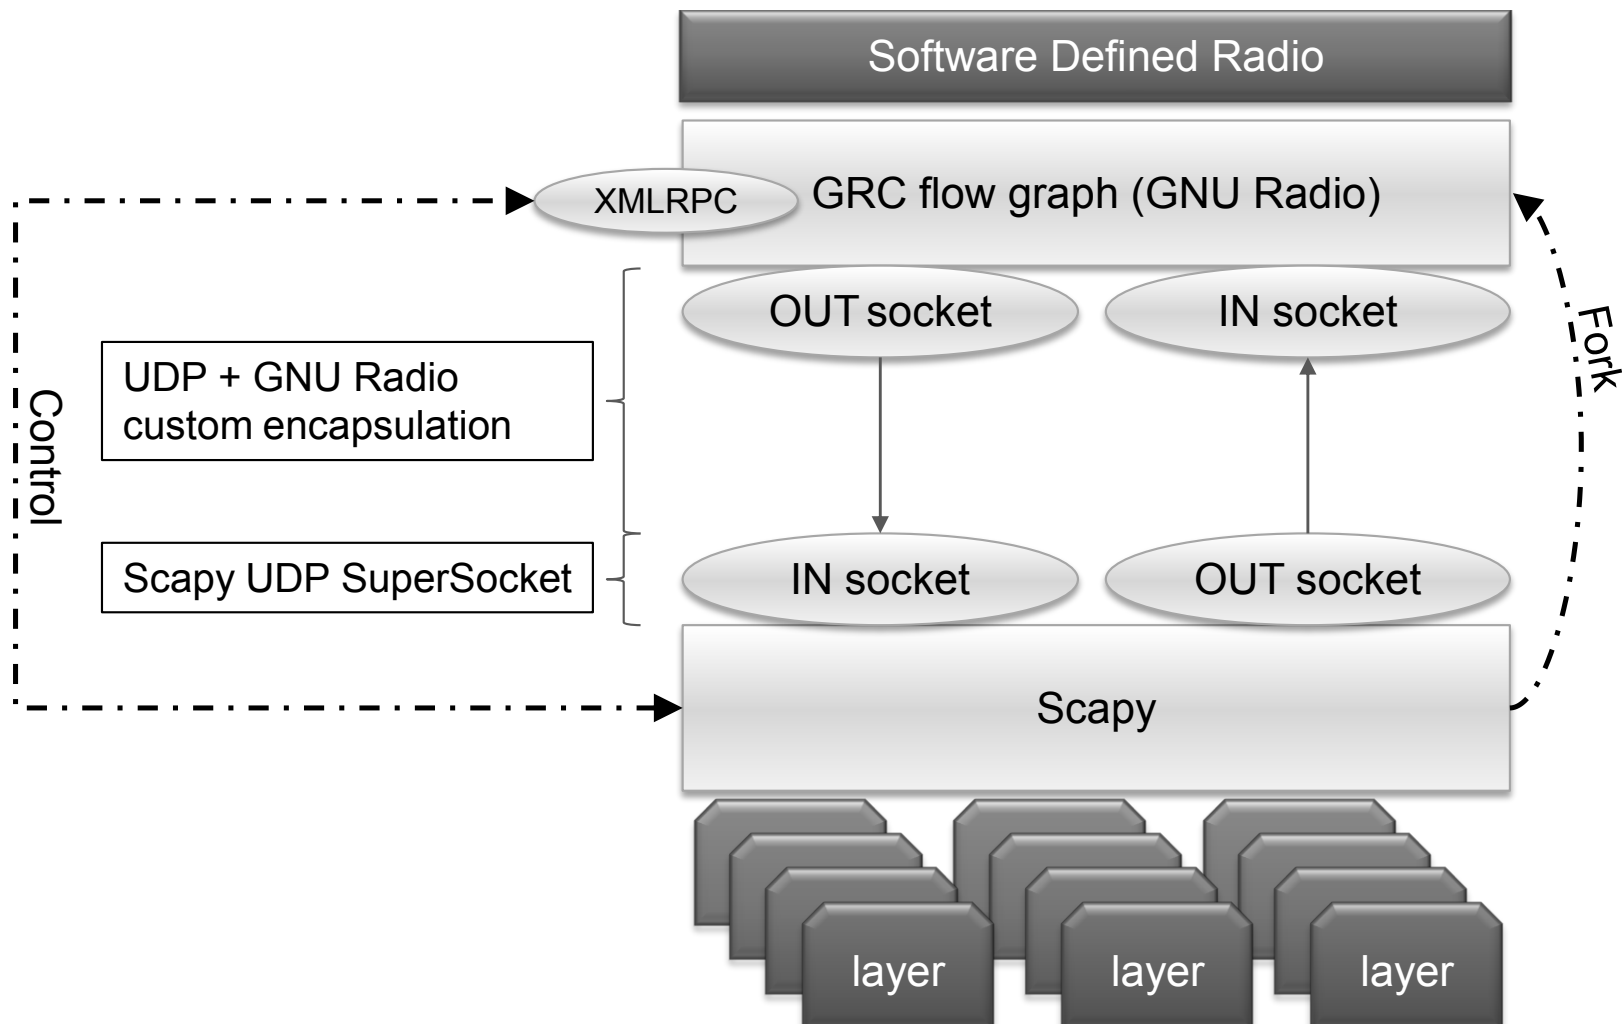 Software Defined Radio
XMLRPC
GRC flow graph (GNU Radio)
OUT socket
IN socket
Fork
UDP + GNU Radio
custom encapsulation
Control
Scapy UDP SuperSocket
IN socket
OUT socket
Scapy
layer
layer
layer